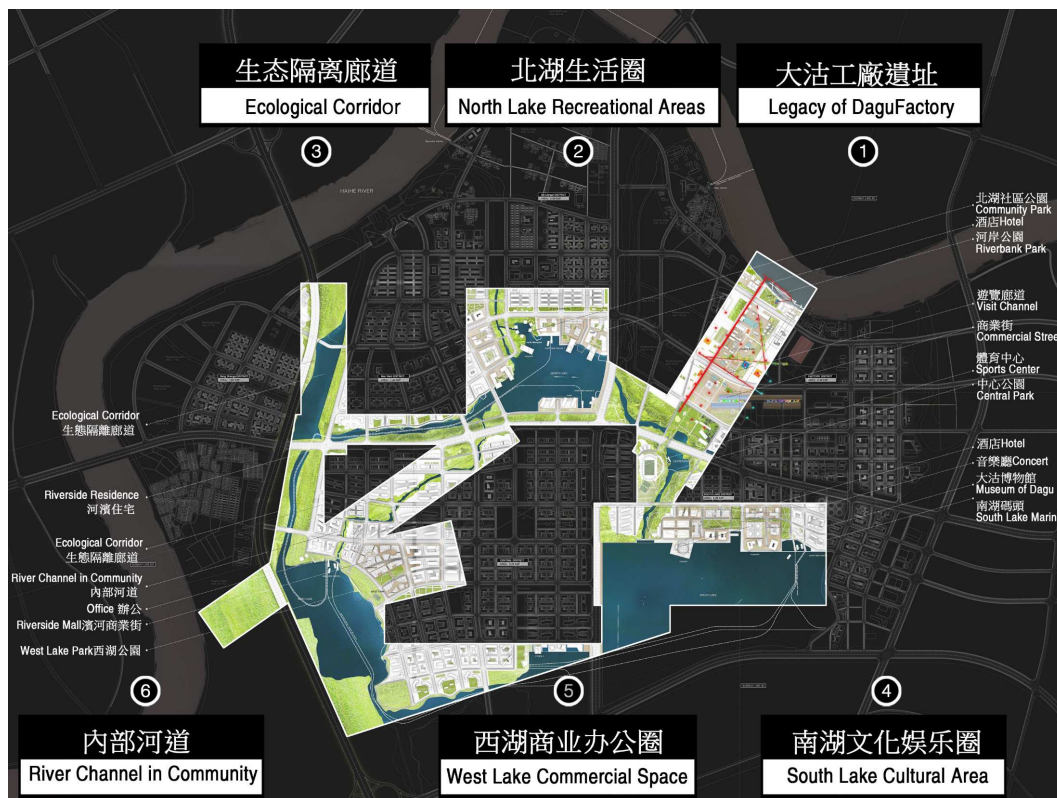 生态隔离廊道
Ecological Corridor
3
北湖生活圈
North Lake Recreational Areas
2
大沽工廠遺址
Legacy of DaguFactory
1
HAIHE RIVER
北湖社區公園
Community Park
酒店Hotel
河岸公園
Riverbank Park
遊覽廊道
Visit Channel
商業街
Commercial Stree
體育中心
Sports Center
中心公園
Central Park
酒店Hotel
音樂廳Concert
大沽博物館
Museum of Dagu
南湖碼頭
South Lake Marin
Ecological Corridor
生態隔離廊道
Riverside Residence
河濱住宅
Ecological Corridor
生態隔離廊道
River Channel in Community
內部河道
Office 辦公
Riverside Mall濱河商業街
West Lake Park西湖公園
6
內部河道
River Channel in Community
5
西湖商业办公圈
West Lake Commercial Space
4
南湖文化娱乐圈
South Lake Cultural Area